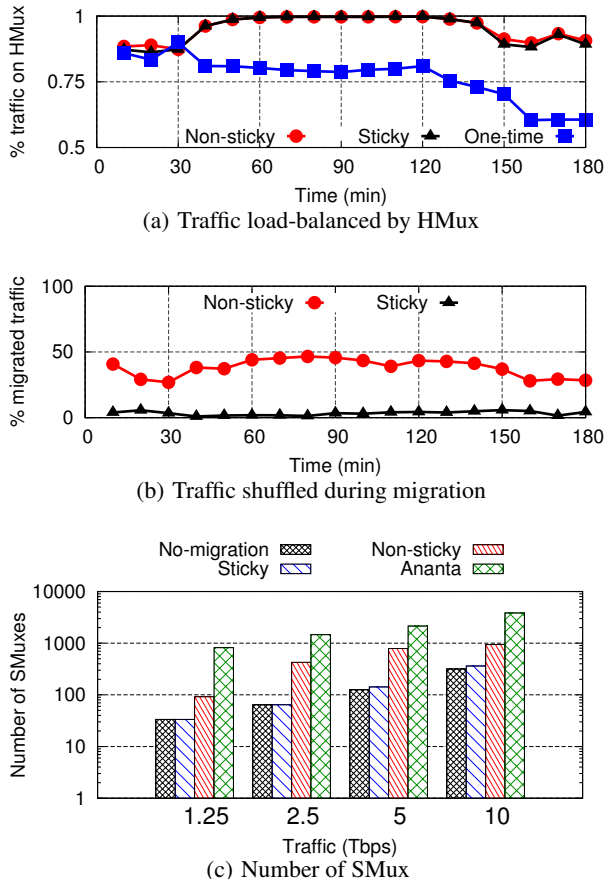 % traffic on HMux
1
0.75
0.5
Non-sticky
Sticky
One-time
0 30 60 90 120 150 180
Time (min)
(a) Traffic load-balanced by HMux
% migrated traffic
100
50
0
Non-sticky
Sticky
0 30 60 90 120 150 180
Time (min)
(b) Traffic shuffled during migration
No-migration
Non-sticky
Sticky
Ananta
Number of SMuxes
10000
1000
100
10
1
1.25 2.5 5 10
Traffic (Tbps)
(c) Number of SMux